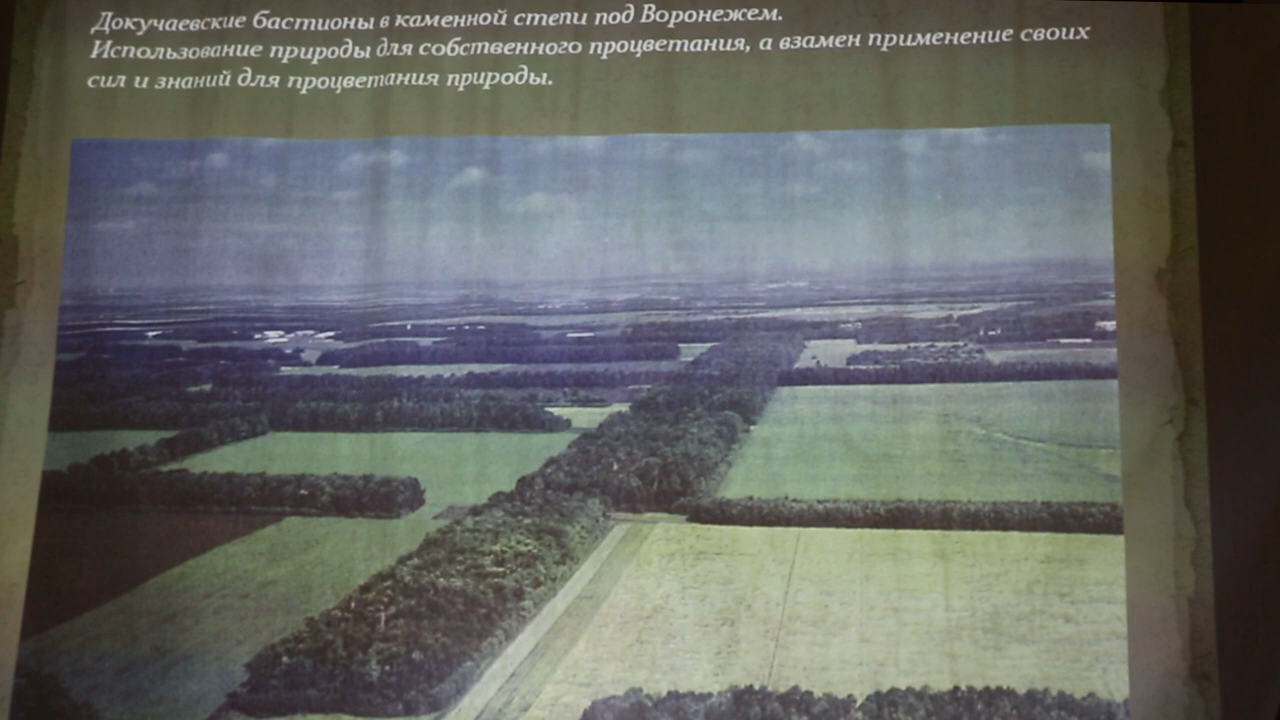 Докучаевские бастионы в каменной степи под Воронежем.
Использование природы для собственного процветания, а взамен применение своих
сил и знаний для процветания природы.